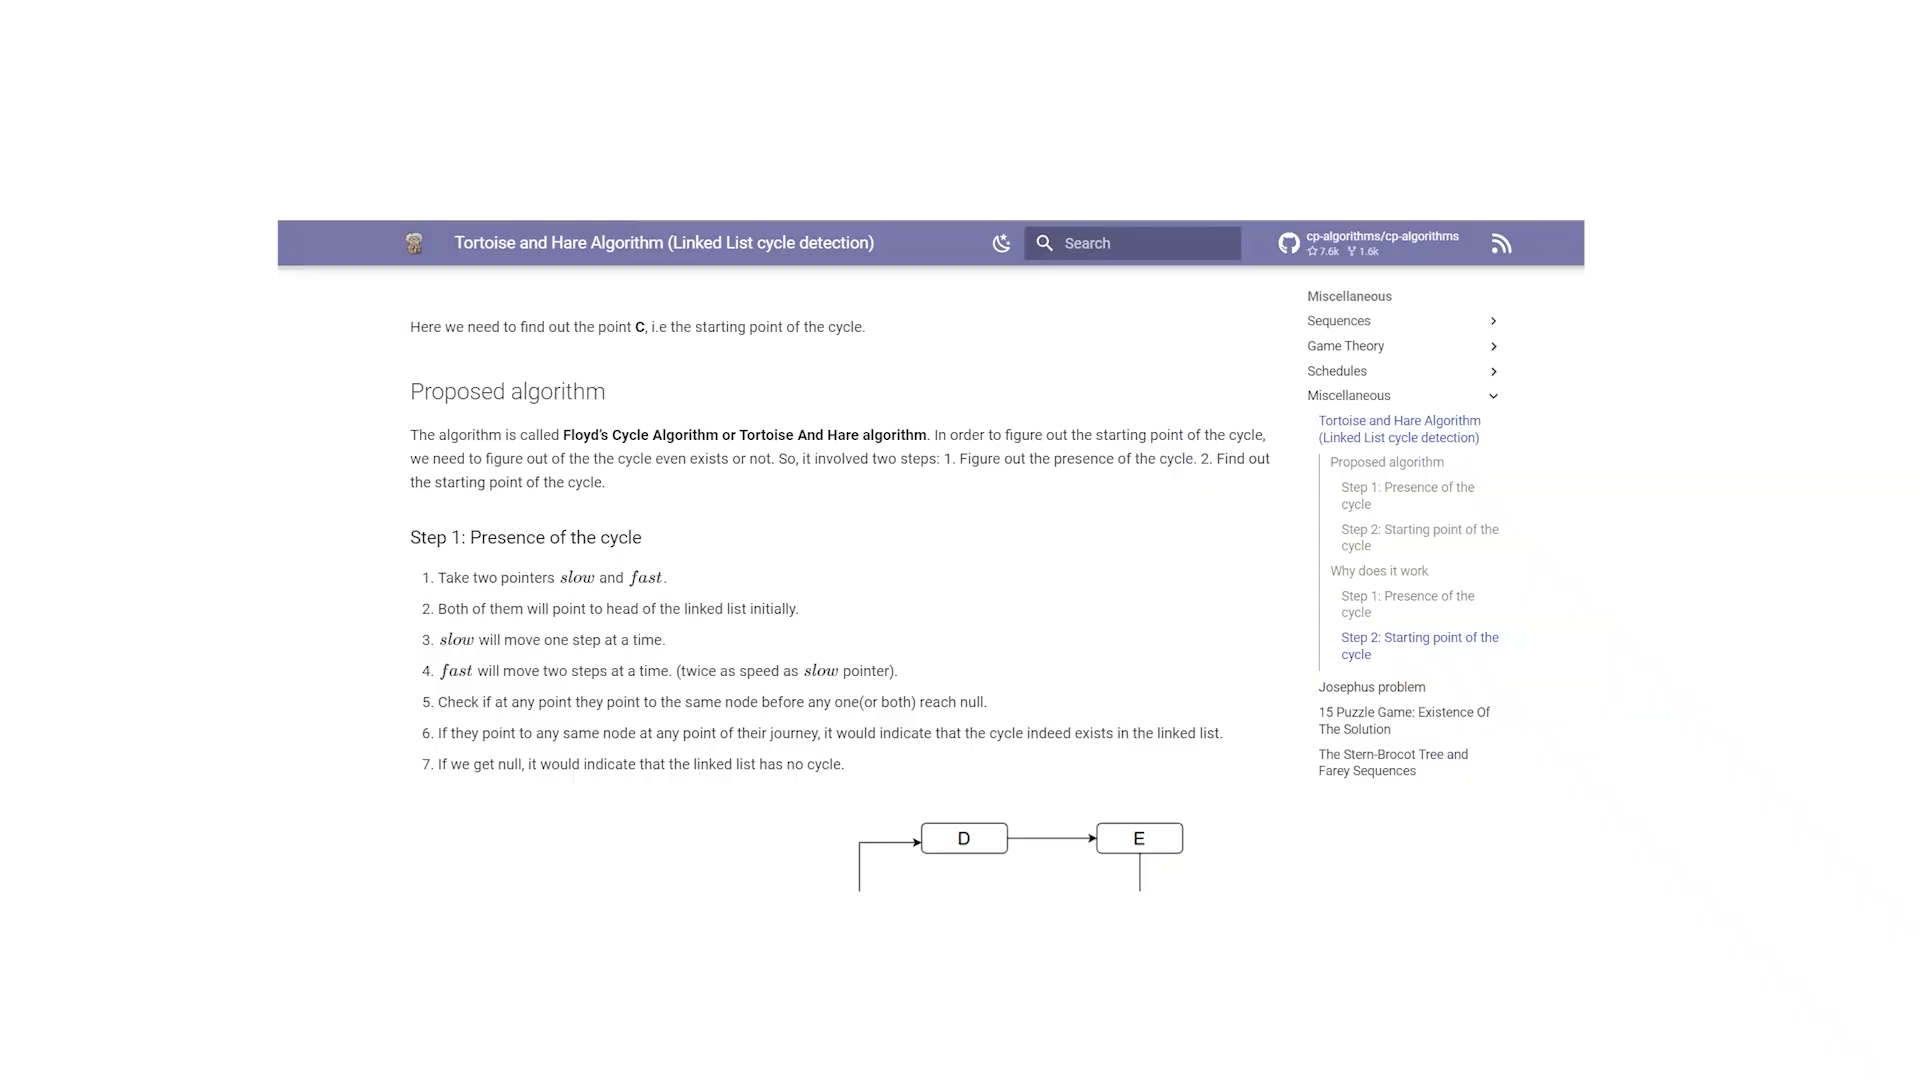 Tortoise and Hare Algorithm (Linked List cycle detection)
Search
cp-algorithms/cp-algorithms
7.6k 1.6k
Here we need to find out the point C, i.e the starting point of the cycle.
Proposed algorithm
The algorithm is called Floyd's Cycle Algorithm or Tortoise And Hare algorithm. In order to figure out the starting point of the cycle,
we need to figure out of the the cycle even exists or not. So, it involved two steps: 1. Figure out the presence of the cycle. 2. Find out
the starting point of the cycle.
Step 1: Presence of the cycle
1. Take two pointers slow and fast.
2. Both of them will point to head of the linked list initially.
3. slow will move one step at a time.
4. fast will move two steps at a time. (twice as speed as slow pointer).
5. Check if at any point they point to the same node before any one(or both) reach null.
6. If they point to any same node at any point of their journey, it would indicate that the cycle indeed exists in the linked list.
7. If we get null, it would indicate that the linked list has no cycle.
D
E
Miscellaneous
Sequences
Game Theory
Schedules
Miscellaneous
Tortoise and Hare Algorithm
(Linked List cycle detection)
Proposed algorithm
Step 1: Presence of the
cycle
Step 2: Starting point of the
cycle
Why does it work
Step 1: Presence of the
cycle
Step 2: Starting point of the
cycle
Josephus problem
15 Puzzle Game: Existence Of
The Solution
The Stern-Brocot Tree and
Farey Sequences